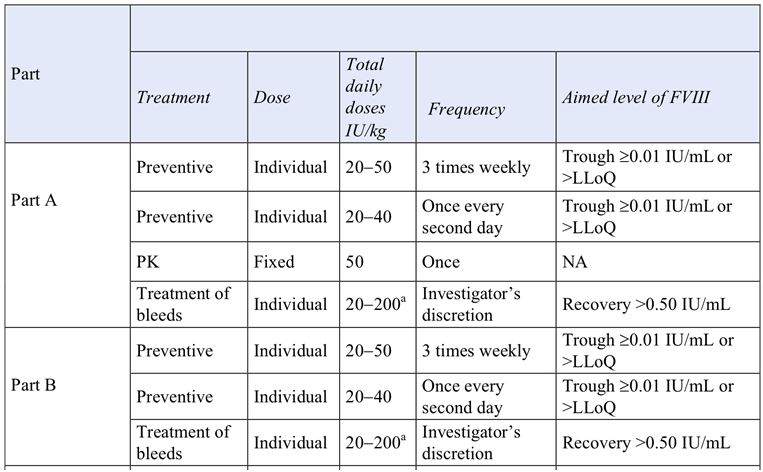 Part
Treatment
Dose
Total
daily
doses
IU/kg
Frequency
Aimed level of FVIII
Part A
Preventive
Individual
20–50
3 times weekly
Trough ≥0.01 IU/mL or
>LLoQ
Preventive
Individual
20–40
Once every
second day
Trough ≥0.01 IU/mL or
>LLoQ
PK
Fixed
50
Once
NA
Treatment of
bleeds
Individual
20–200ᵃ
Investigator’s
discretion
Recovery >0.50 IU/mL
Part B
Preventive
Individual
20–50
3 times weekly
Trough ≥0.01 IU/mL or
>LLoQ
Preventive
Individual
20–40
Once every
second day
Trough ≥0.01 IU/mL or
>LLoQ
Treatment of
bleeds
Individual
20–200ᵃ
Investigator’s
discretion
Recovery >0.50 IU/mL